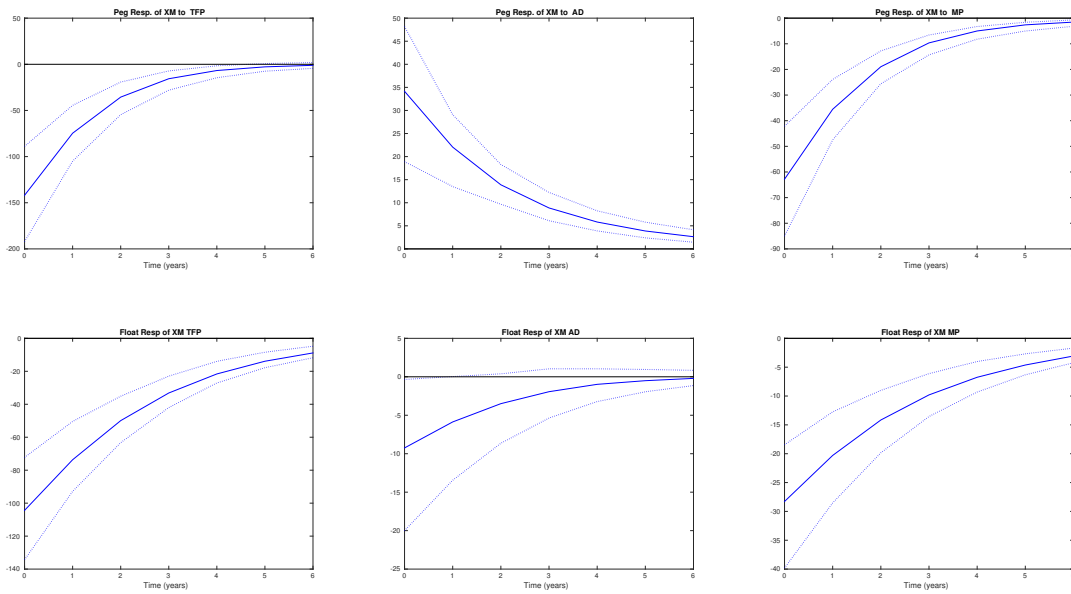 Peg Resp. of XM to TFP
50
0
-50
-100
-150
-200
0 1 2 3 4 5 6
Time (years)
Peg Resp. of XM to AD
50
45
40
35
30
25
20
15
10
5
0
0 1 2 3 4 5 6
Time (years)
Peg Resp. of XM to MP
0
-10
-20
-30
-40
-50
-60
-70
-80
-90
0 1 2 3 4 5
Time (years)
Float Resp of XM TFP
0
-20
-40
-60
-80
-100
-120
-140
0 1 2 3 4 5 6
Time (years)
Float Resp of XM AD
5
0
-5
-10
-15
-20
-25
0 1 2 3 4 5 6
Time (years)
Float Resp of XM MP
0
-5
-10
-15
-20
-25
-30
-35
-40
0 1 2 3 4 5
Time (years)